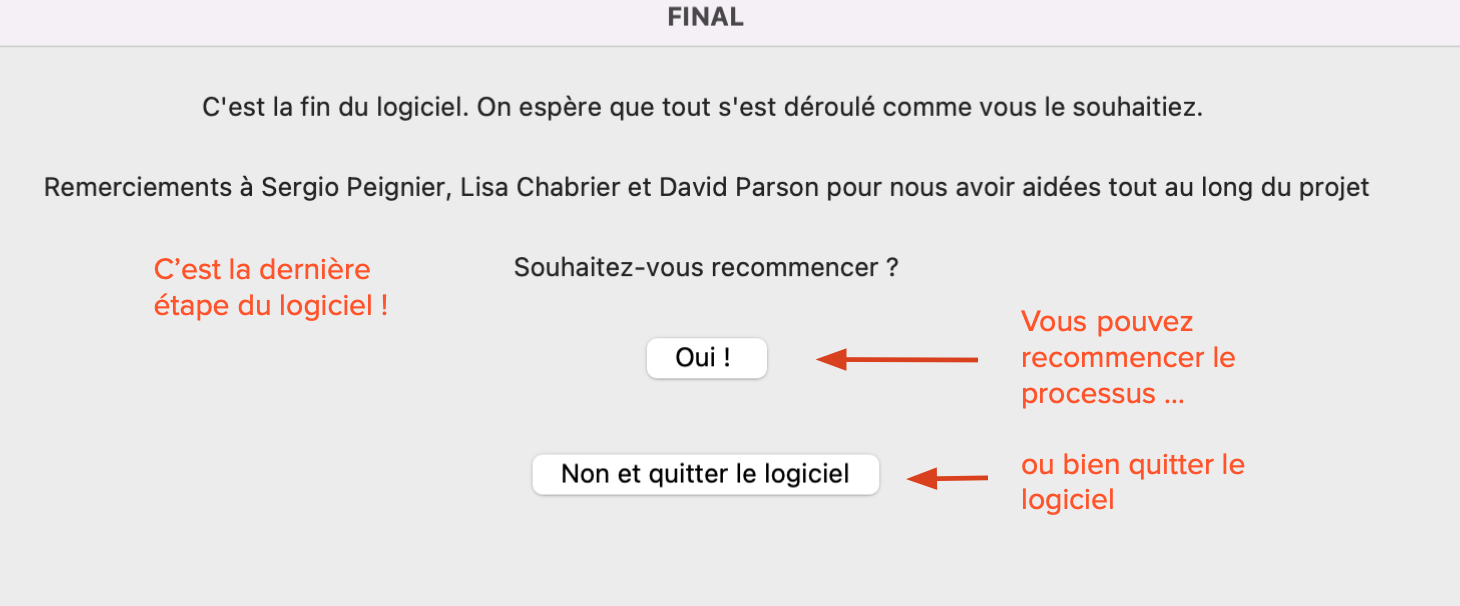 FINAL
C'est la fin du logiciel. On espère que tout s'est déroulé comme vous le souhaitiez.
Remerciements à Sergio Peignier, Lisa Chabrier et David Parson pour nous avoir aidées tout au long du projet
C’est la dernière
étape du logiciel !
Souhaitez-vous recommencer ?
Oui !
Vous pouvez
recommencer le
processus ...
Non et quitter le logiciel
ou bien quitter le
logiciel